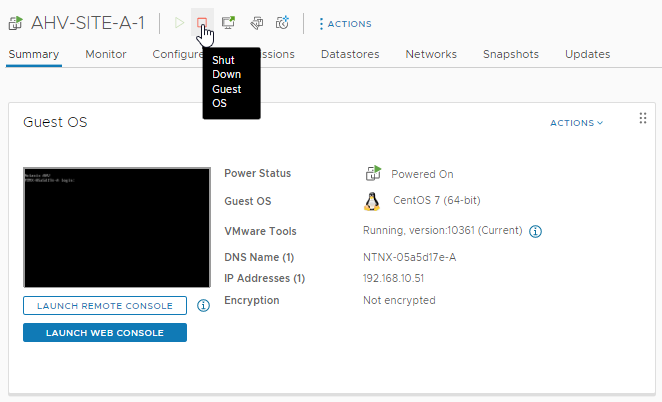 AHV-SITE-A-1
ACTIONS
Summary Monitor Configure issions Datastores Networks Snapshots Updates
Shut
Down
Guest
OS
Guest OS
ACTIONS
Nutanix AHV
NTNX-05a5d17e-A login:
Power Status Powered On
Guest OS CentOS 7 (64-bit)
VMware Tools Running, version:10361 (Current)
DNS Name (1) NTNX-05a5d17e-A
IP Addresses (1) 192.168.10.51
Encryption Not encrypted
LAUNCH REMOTE CONSOLE
LAUNCH WEB CONSOLE